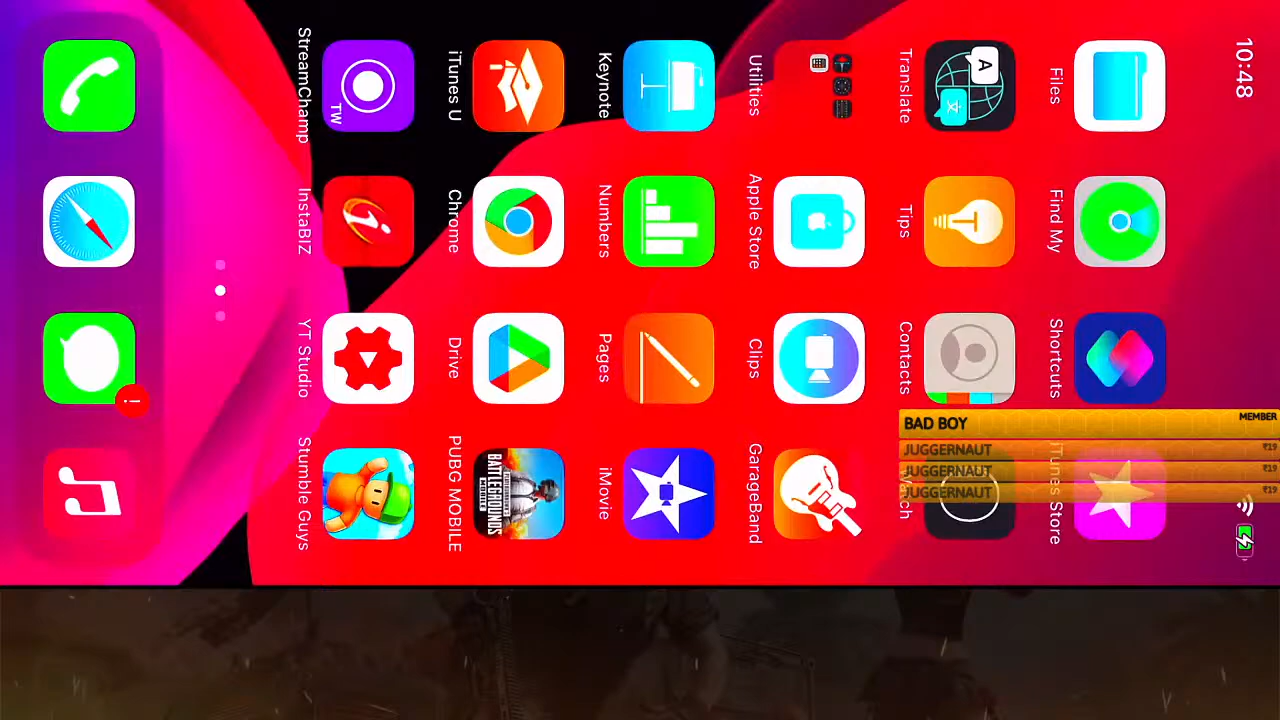 10:48
Files
Find My
Shortcuts
iTunes Store
Translate
Tips
Contacts
Utilities
Apple Store
Clips
GarageBand
Keynote
Numbers
Pages
iMovie
iTunes U
Chrome
Drive
PUBG MOBILE
StreamChamp
InstaBIZ
YT Studio
Stumble Guys
A
文
TW
BATTLEGROUNDS
MOBILE
BAD BOY MEMBER
JUGGERNAUT ₹19
JUGGERNAUT ₹19
JUGGERNAUT ₹19